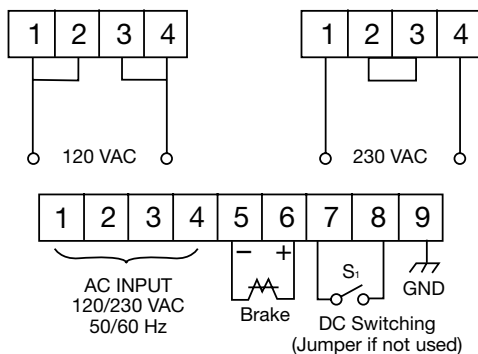 1 2 3 4
1 2 3 4
120 VAC
230 VAC
1 2 3 4 5 6 7 8 9
− +
S1
AC INPUT
120/230 VAC
50/60 Hz
Brake
GND
DC Switching
(Jumper if not used)